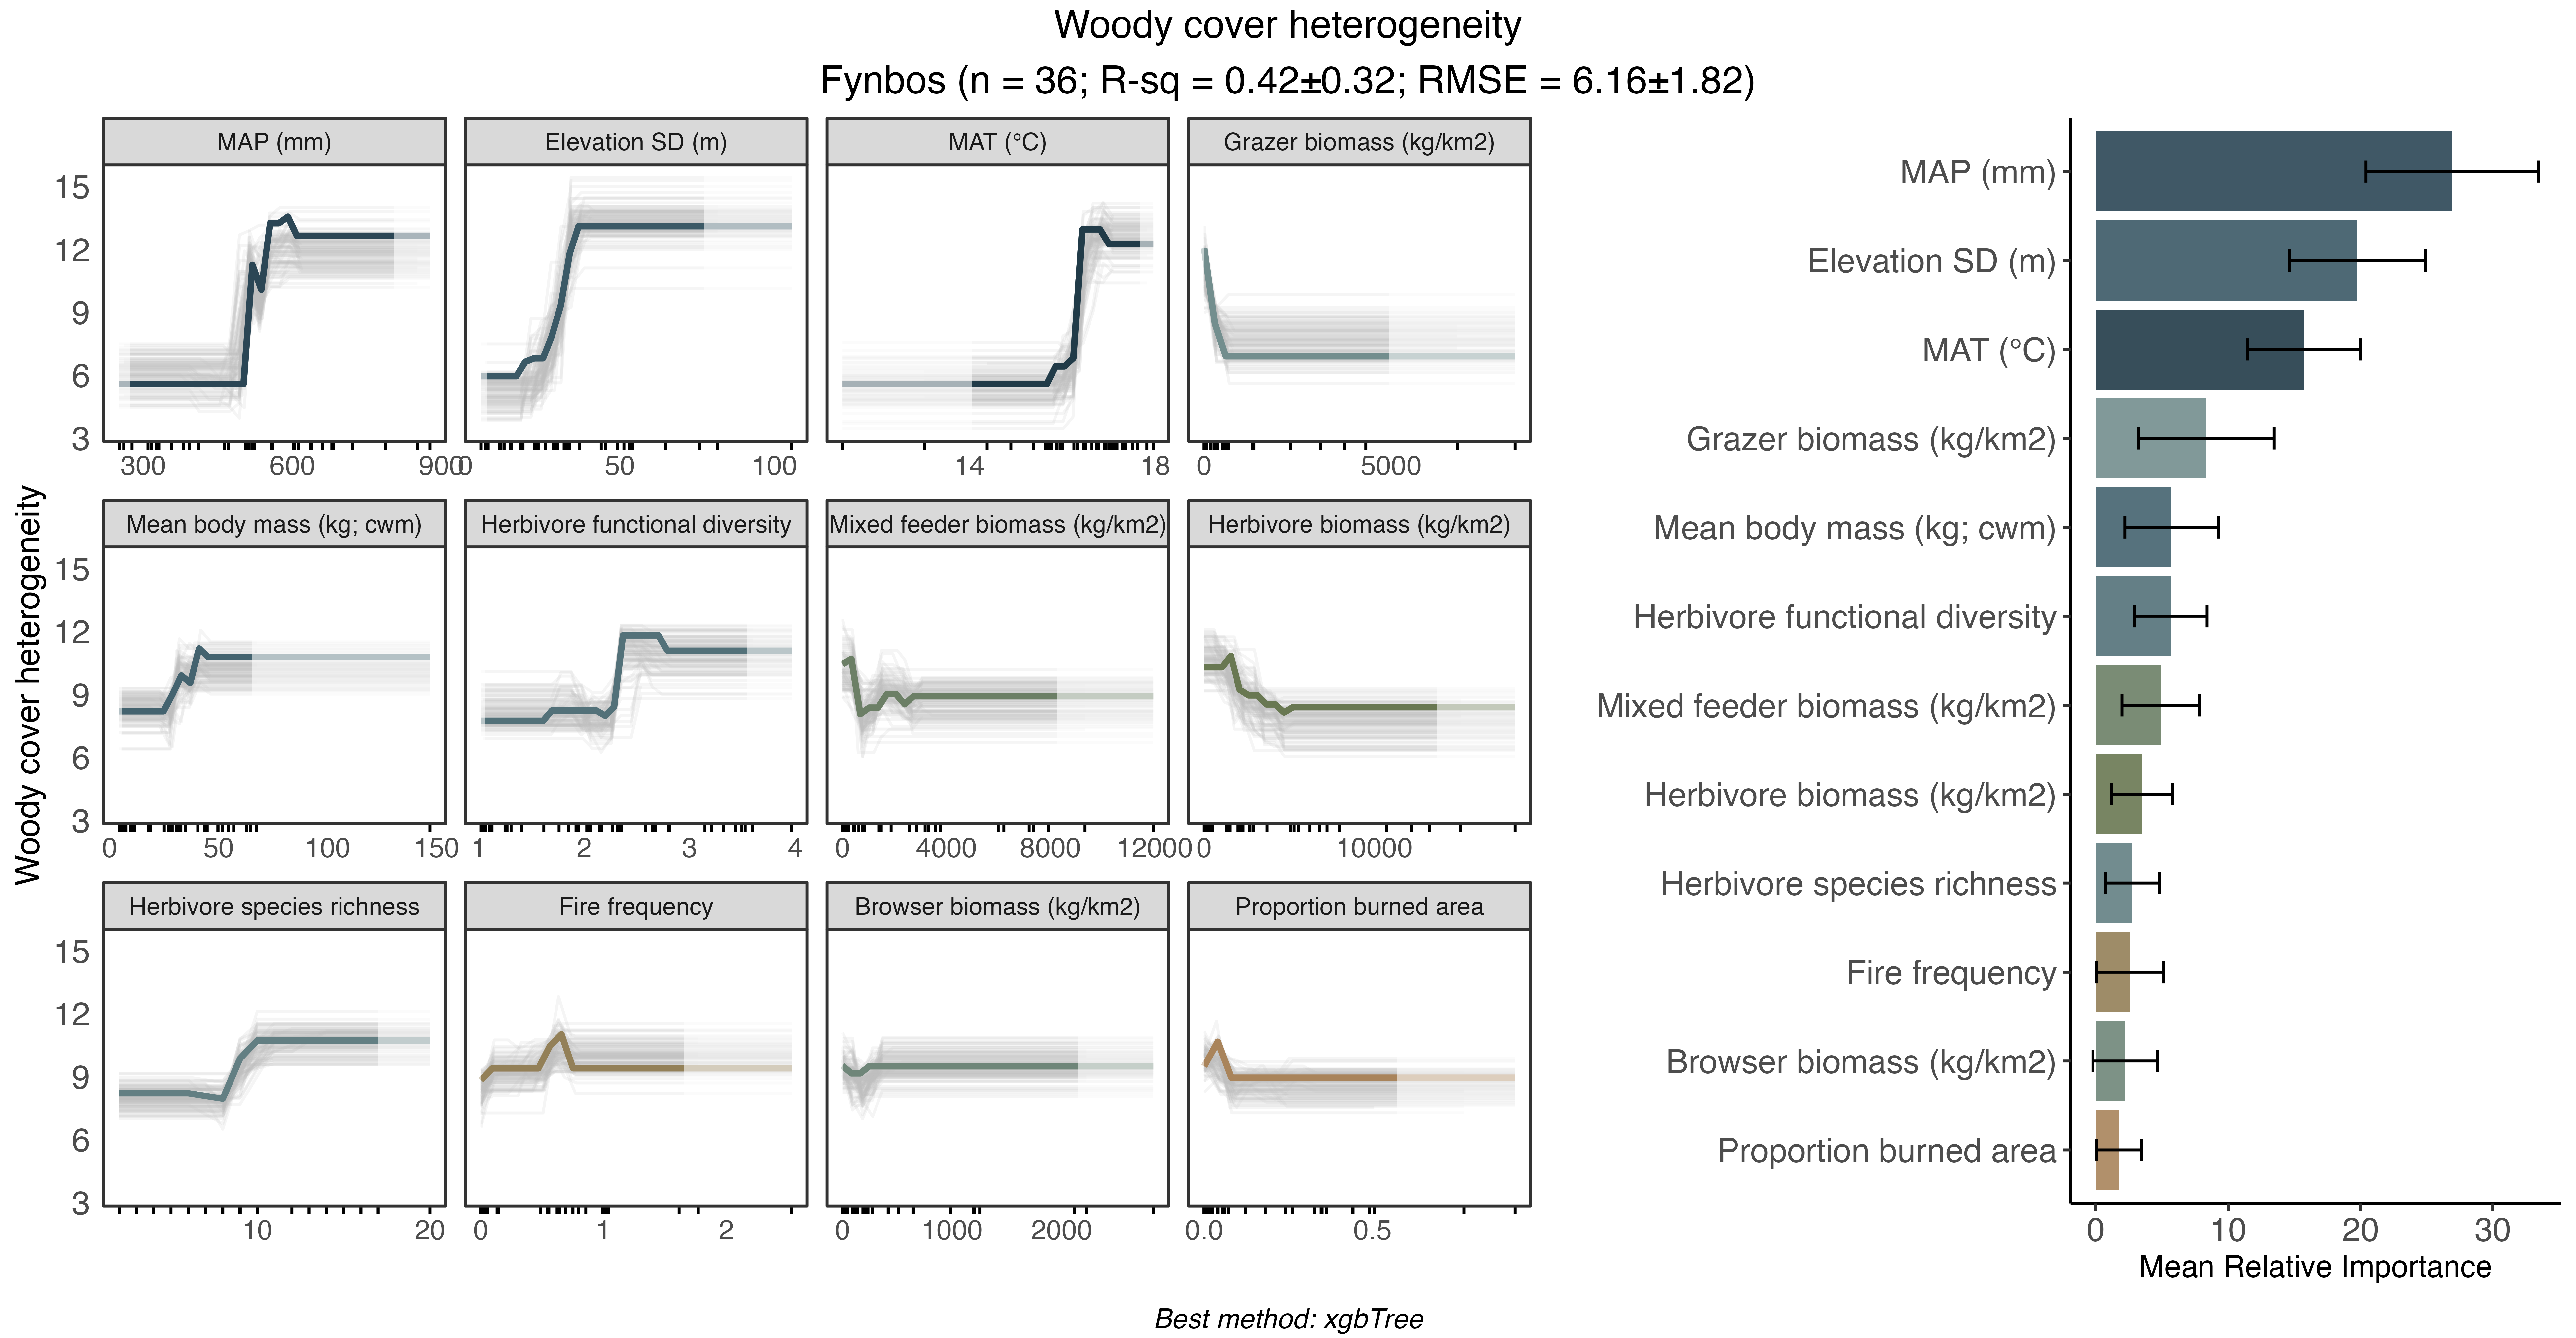 Woody cover heterogeneity
Fynbos (n = 36; R-sq = 0.42±0.32; RMSE = 6.16±1.82)
Woody cover heterogeneity
MAP (mm)
Elevation SD (m)
MAT (°C)
Grazer biomass (kg/km2)
15
12
9
6
3
300 600 900
0 50 100
14 18
0 5000
Mean body mass (kg; cwm)
Herbivore functional diversity
Mixed feeder biomass (kg/km2)
Herbivore biomass (kg/km2)
15
12
9
6
3
0 50 100 150
1 2 3 4
0 4000 8000 12000
0 10000
Herbivore species richness
Fire frequency
Browser biomass (kg/km2)
Proportion burned area
15
12
9
6
3
10 20
0 1 2
0 1000 2000
0.0 0.5
MAP (mm)
Elevation SD (m)
MAT (°C)
Grazer biomass (kg/km2)
Mean body mass (kg; cwm)
Herbivore functional diversity
Mixed feeder biomass (kg/km2)
Herbivore biomass (kg/km2)
Herbivore species richness
Fire frequency
Browser biomass (kg/km2)
Proportion burned area
0 10 20 30
Mean Relative Importance
Best method: xgbTree